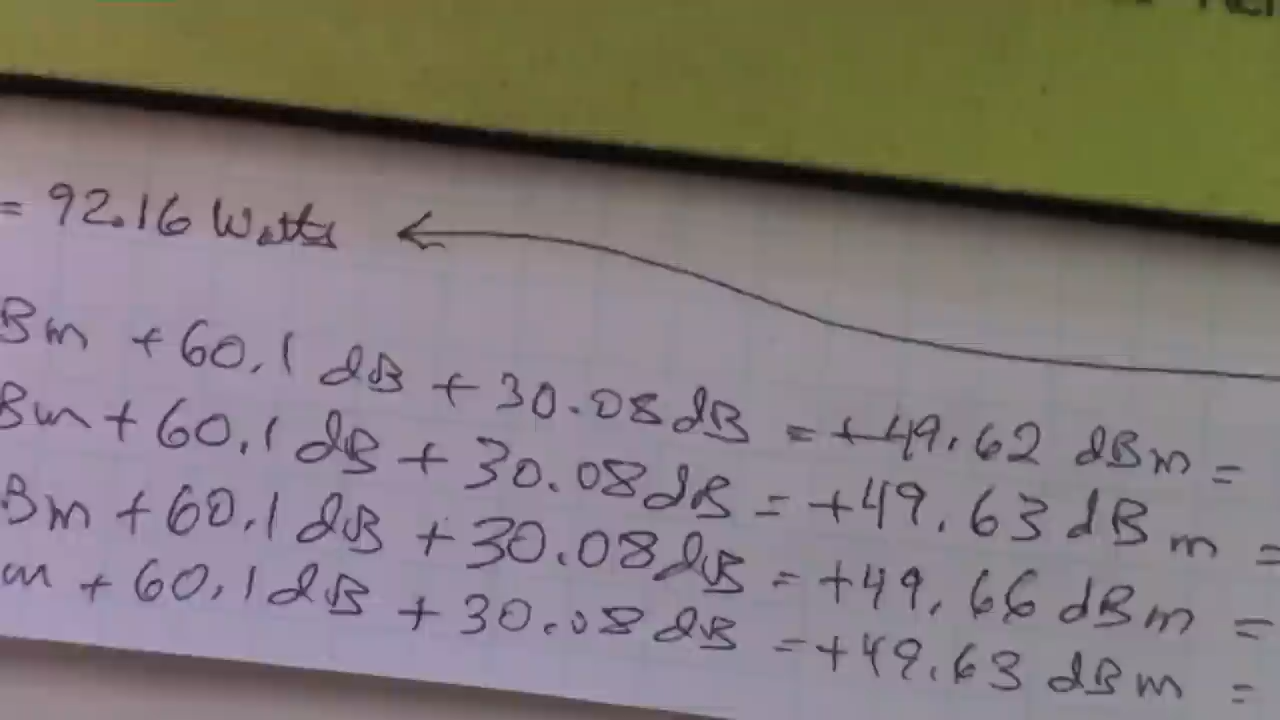 = 92.16 Watts
Bm + 60.1 dB + 30.08 dB = +49.62 dBm =
Bm + 60.1 dB + 30.08 dB = +49.63 dBm =
Bm + 60.1 dB + 30.08 dB = +49.66 dBm =
m + 60.1 dB + 30.08 dB = +49.63 dBm =